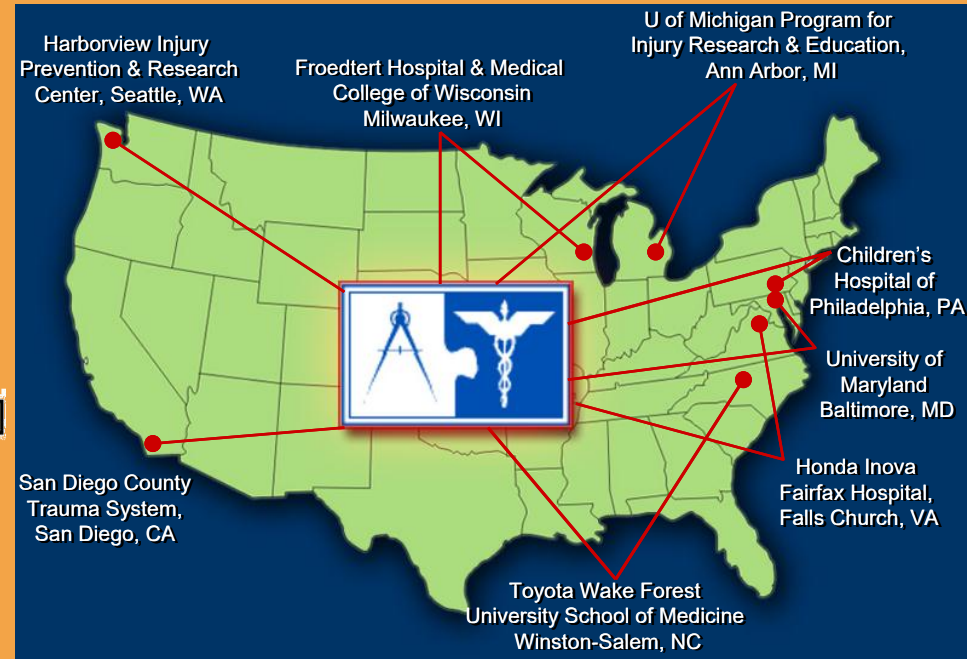 Harborview Injury
Prevention & Research
Center, Seattle, WA
Froedtert Hospital & Medical
College of Wisconsin
Milwaukee, WI
U of Michigan Program for
Injury Research & Education,
Ann Arbor, MI
Children's
Hospital of
Philadelphia, PA
University of
Maryland
Baltimore, MD
Honda Inova
Fairfax Hospital,
Falls Church, VA
Toyota Wake Forest
University School of Medicine
Winston-Salem, NC
San Diego County
Trauma System,
San Diego, CA